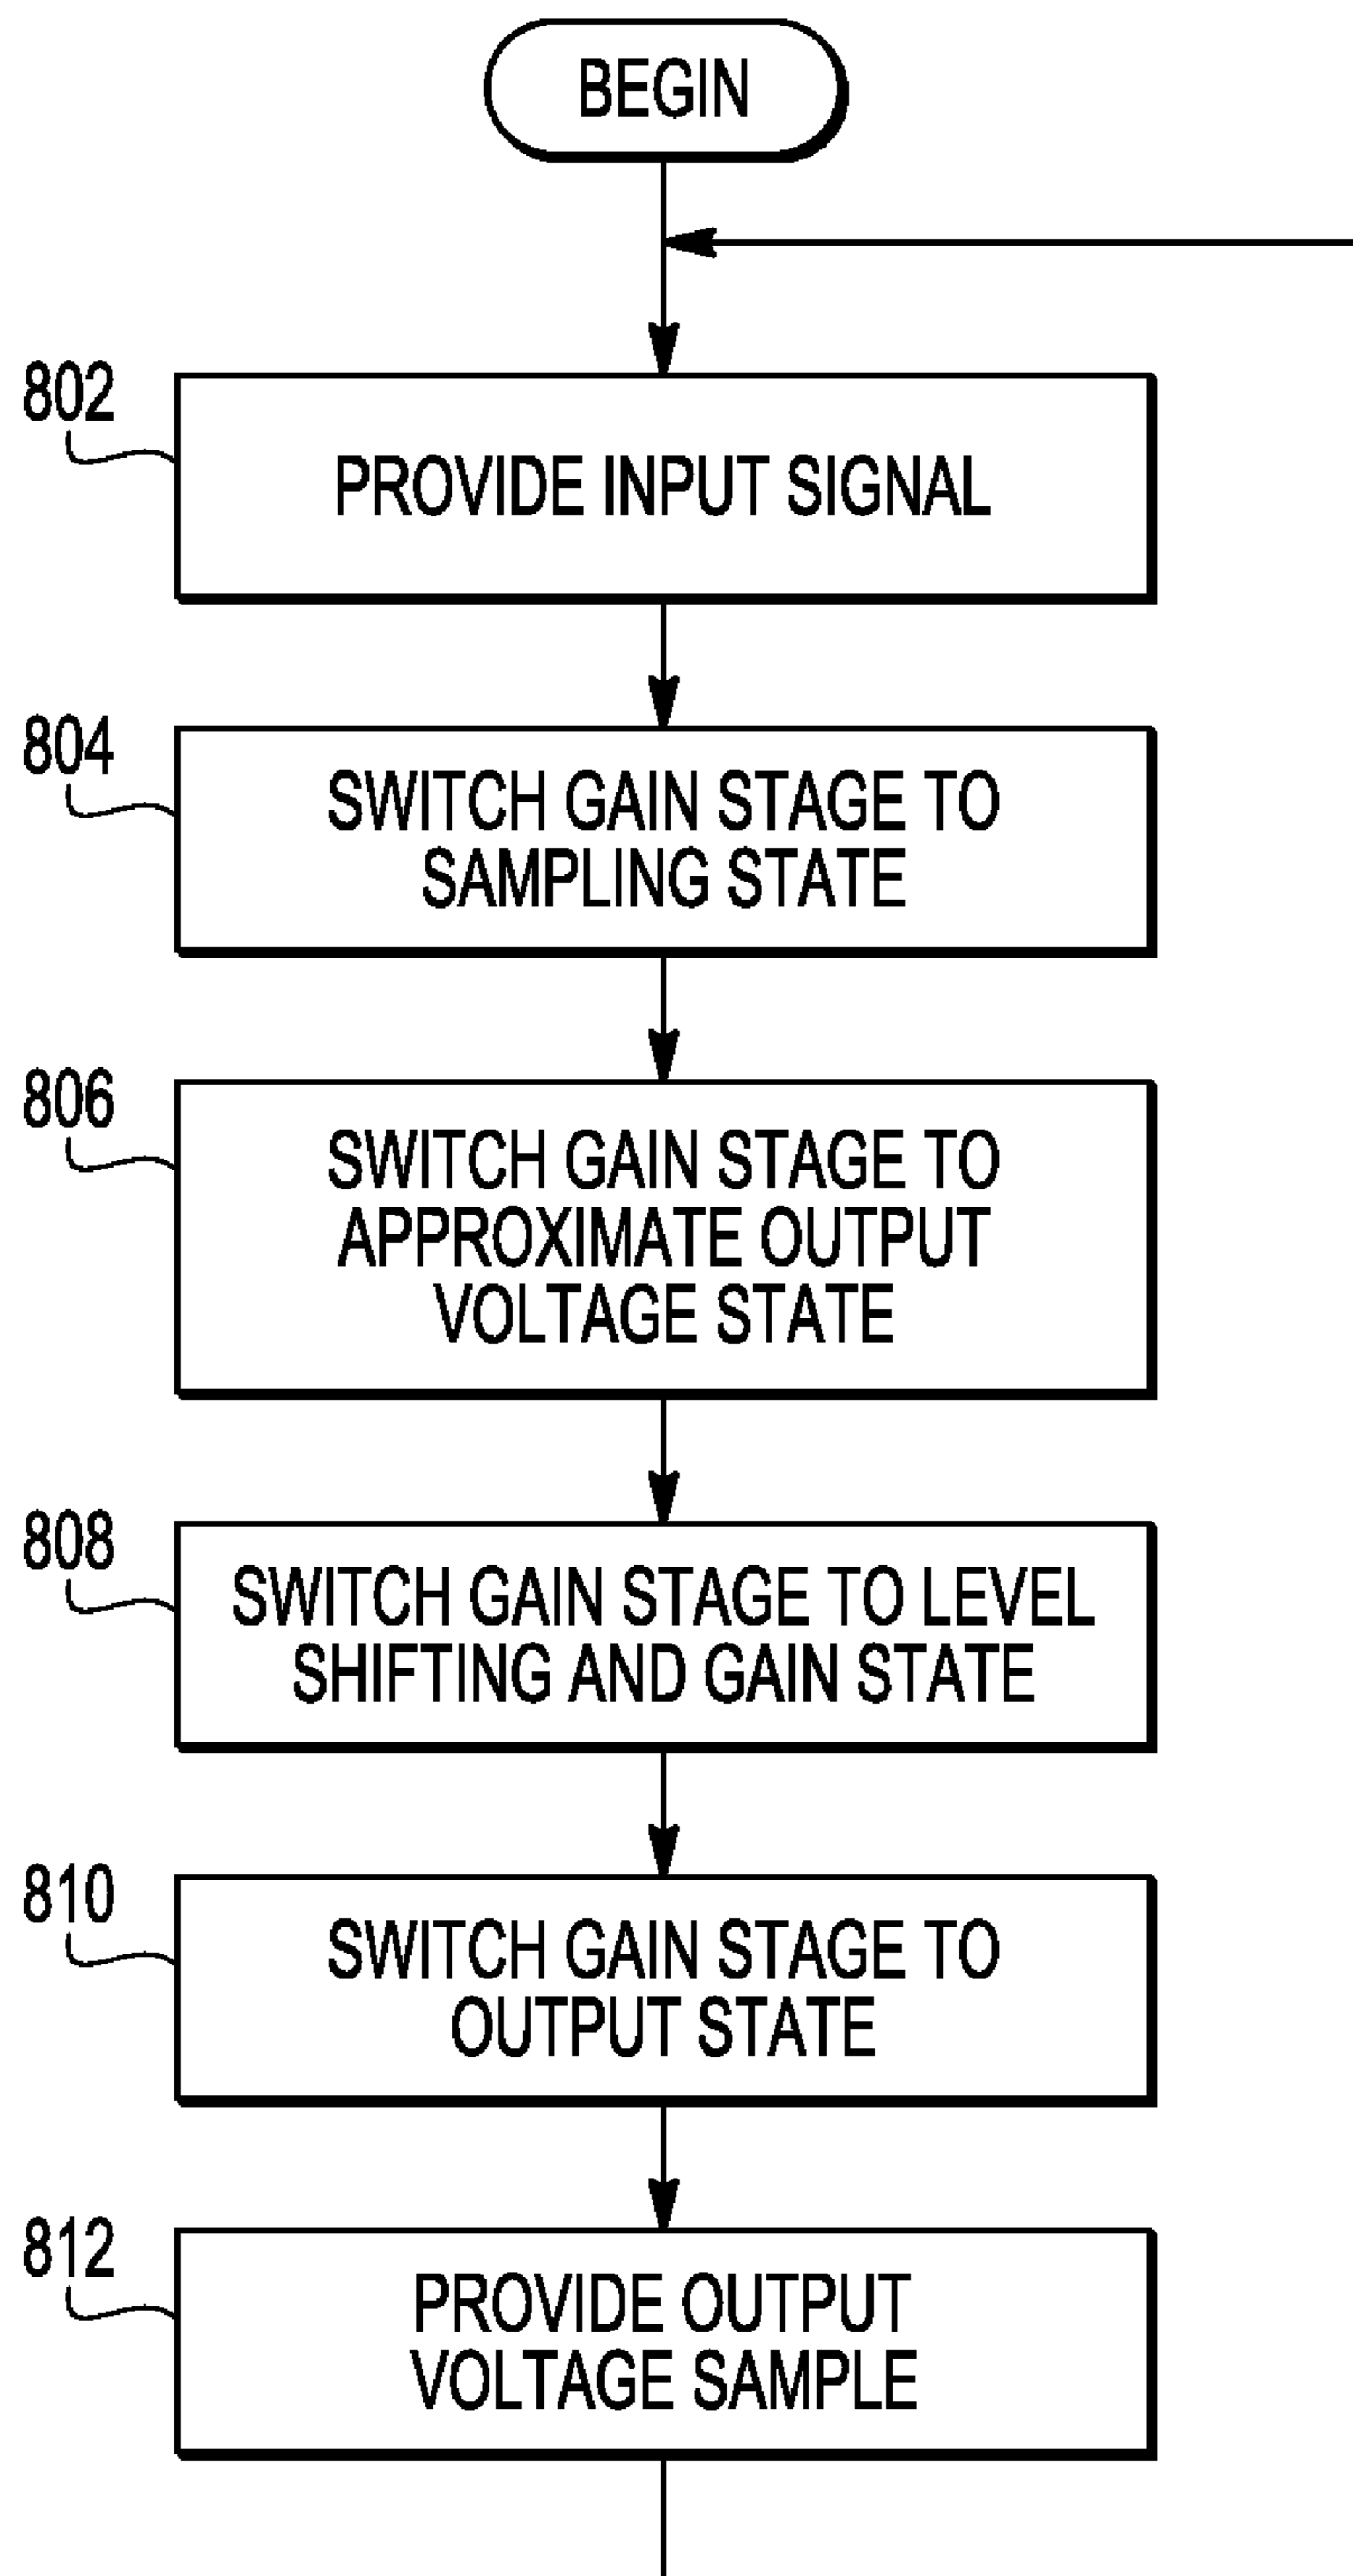 BEGIN
802
PROVIDE INPUT SIGNAL
804
SWITCH GAIN STAGE TO
SAMPLING STATE
806
SWITCH GAIN STAGE TO
APPROXIMATE OUTPUT
VOLTAGE STATE
808
SWITCH GAIN STAGE TO LEVEL
SHIFTING AND GAIN STATE
810
SWITCH GAIN STAGE TO
OUTPUT STATE
812
PROVIDE OUTPUT
VOLTAGE SAMPLE